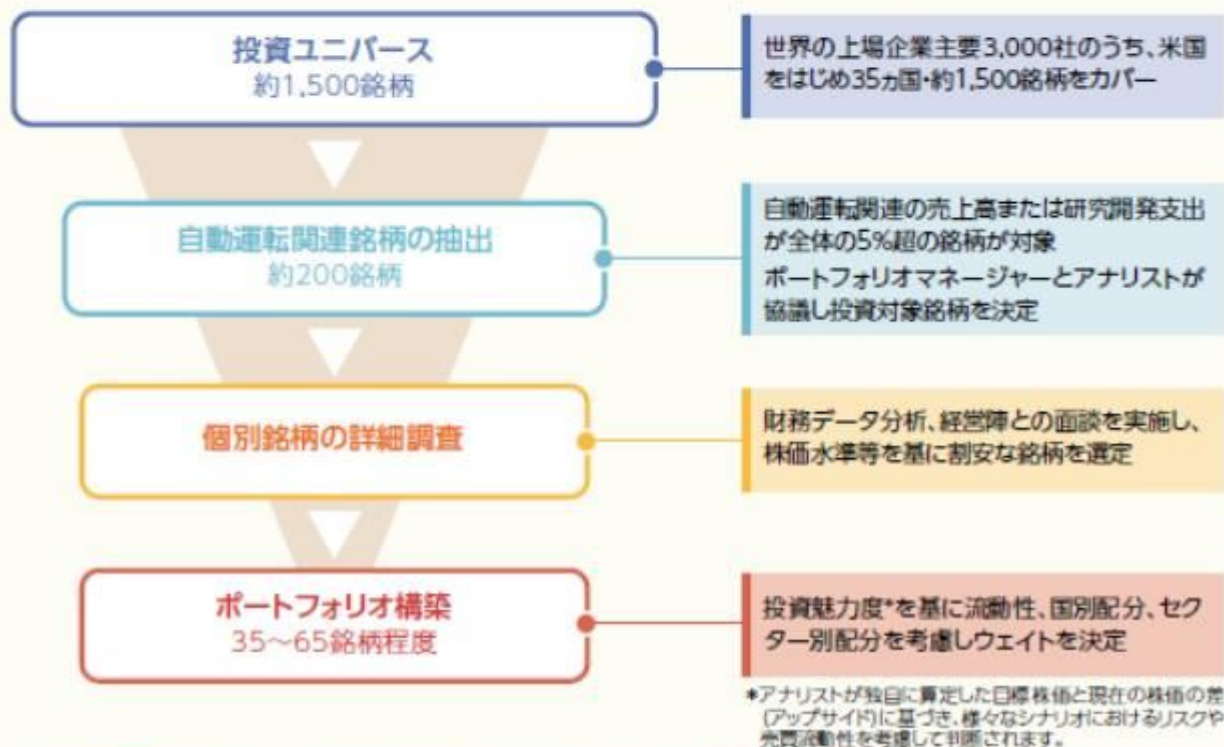 投資ユニバース
約1,500銘柄
世界の上場企業主要3,000社のうち、米国
をはじめ35ヵ国・約1,500銘柄をカバー
自動運転関連銘柄の抽出
約200銘柄
自動運転関連の売上高または研究開発支出
が全体の5%超の銘柄が対象
ポートフォリオマネージャーとアナリストが
協議し投資対象銘柄を決定
個別銘柄の詳細調査
財務データ分析、経営陣との面談を実施し、
株価水準等を基に割安な銘柄を選定
ポートフォリオ構築
35〜65銘柄程度
投資魅力度*を基に流動性、国別配分、セク
ター別配分を考慮しウェイトを決定
*アナリストが独自に算定した目標株価と現在の株価の差
(アップサイド)に基づき、様々なシナリオにおけるリスクや
売買流動性を考慮して判断されます。